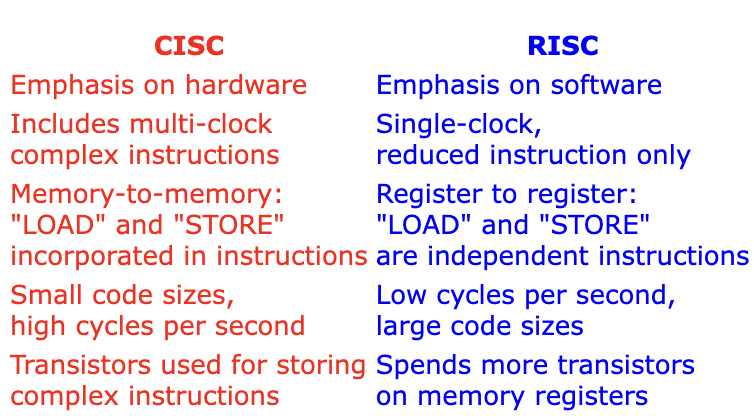 CISC
RISC
Emphasis on hardware
Emphasis on software
Includes multi-clock
complex instructions
Single-clock,
reduced instruction only
Memory-to-memory:
"LOAD" and "STORE"
incorporated in instructions
Register to register:
"LOAD" and "STORE"
are independent instructions
Small code sizes,
high cycles per second
Low cycles per second,
large code sizes
Transistors used for storing
complex instructions
Spends more transistors
on memory registers